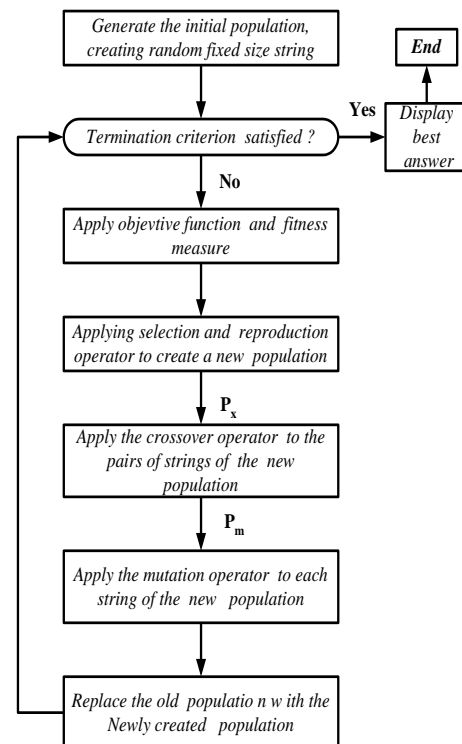 Generate the initial population,
creating random fixed size string
End
Termination criterion satisfied ?
Yes
Display
best
answer
No
Apply objevtive function and fitness
measure
Applying selection and reproduction
operator to create a new population
Px
Apply the crossover operator to the
pairs of strings of the new
population
Pm
Apply the mutation operator to each
string of the new population
Replace the old populatio n w ith the
Newly created population